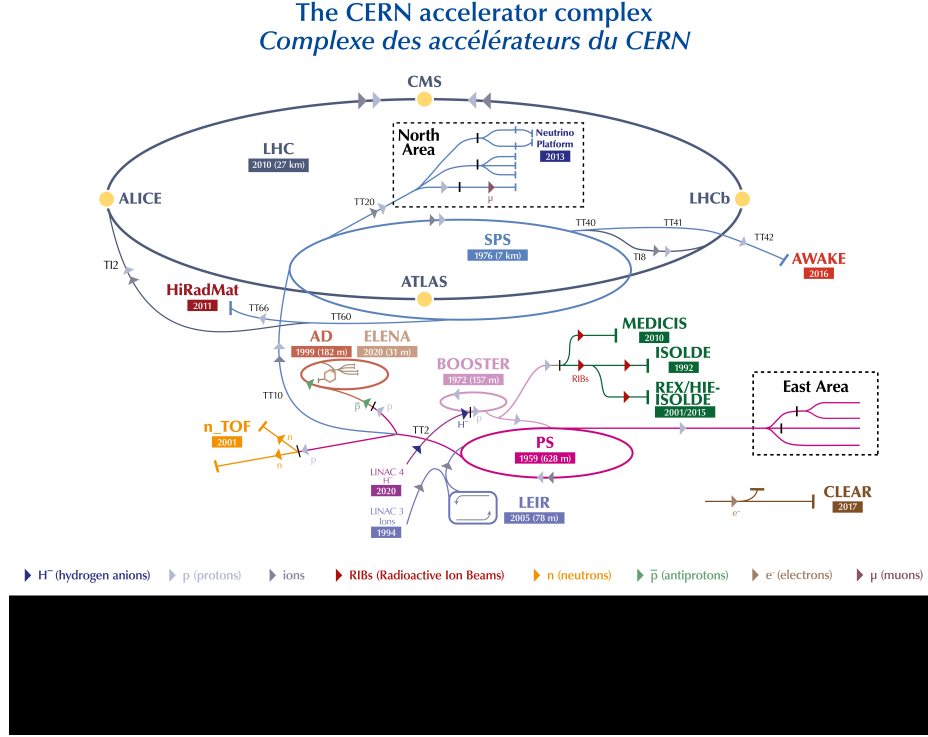 The CERN accelerator complex
Complexe des accélérateurs du CERN
CMS
North
Area
Neutrino
Platform
2013
LHC
2010 (27 km)
μ
ALICE
LHCb
TT20
TT40
TT41
TT42
SPS
1976 (7 km)
TI8
AWAKE
2016
TI2
ATLAS
HiRadMat
2011
TT66
TT60
AD
1999 (182 m)
ELENA
2020 (31 m)
MEDICIS
2010
BOOSTER
1972 (157 m)
ISOLDE
1992
RIBs
REX/HIE-
ISOLDE
2001/2015
East Area
TT10
p̅
p
H⁻
p
n_TOF
2001
n
n
p
TT2
PS
1959 (628 m)
LINAC 4
H⁻
2020
LINAC 3
Ions
1994
LEIR
2005 (78 m)
CLEAR
2017
e⁻
H⁻ (hydrogen anions)
p (protons)
ions
RIBs (Radioactive Ion Beams)
n (neutrons)
p̅ (antiprotons)
e⁻ (electrons)
μ (muons)